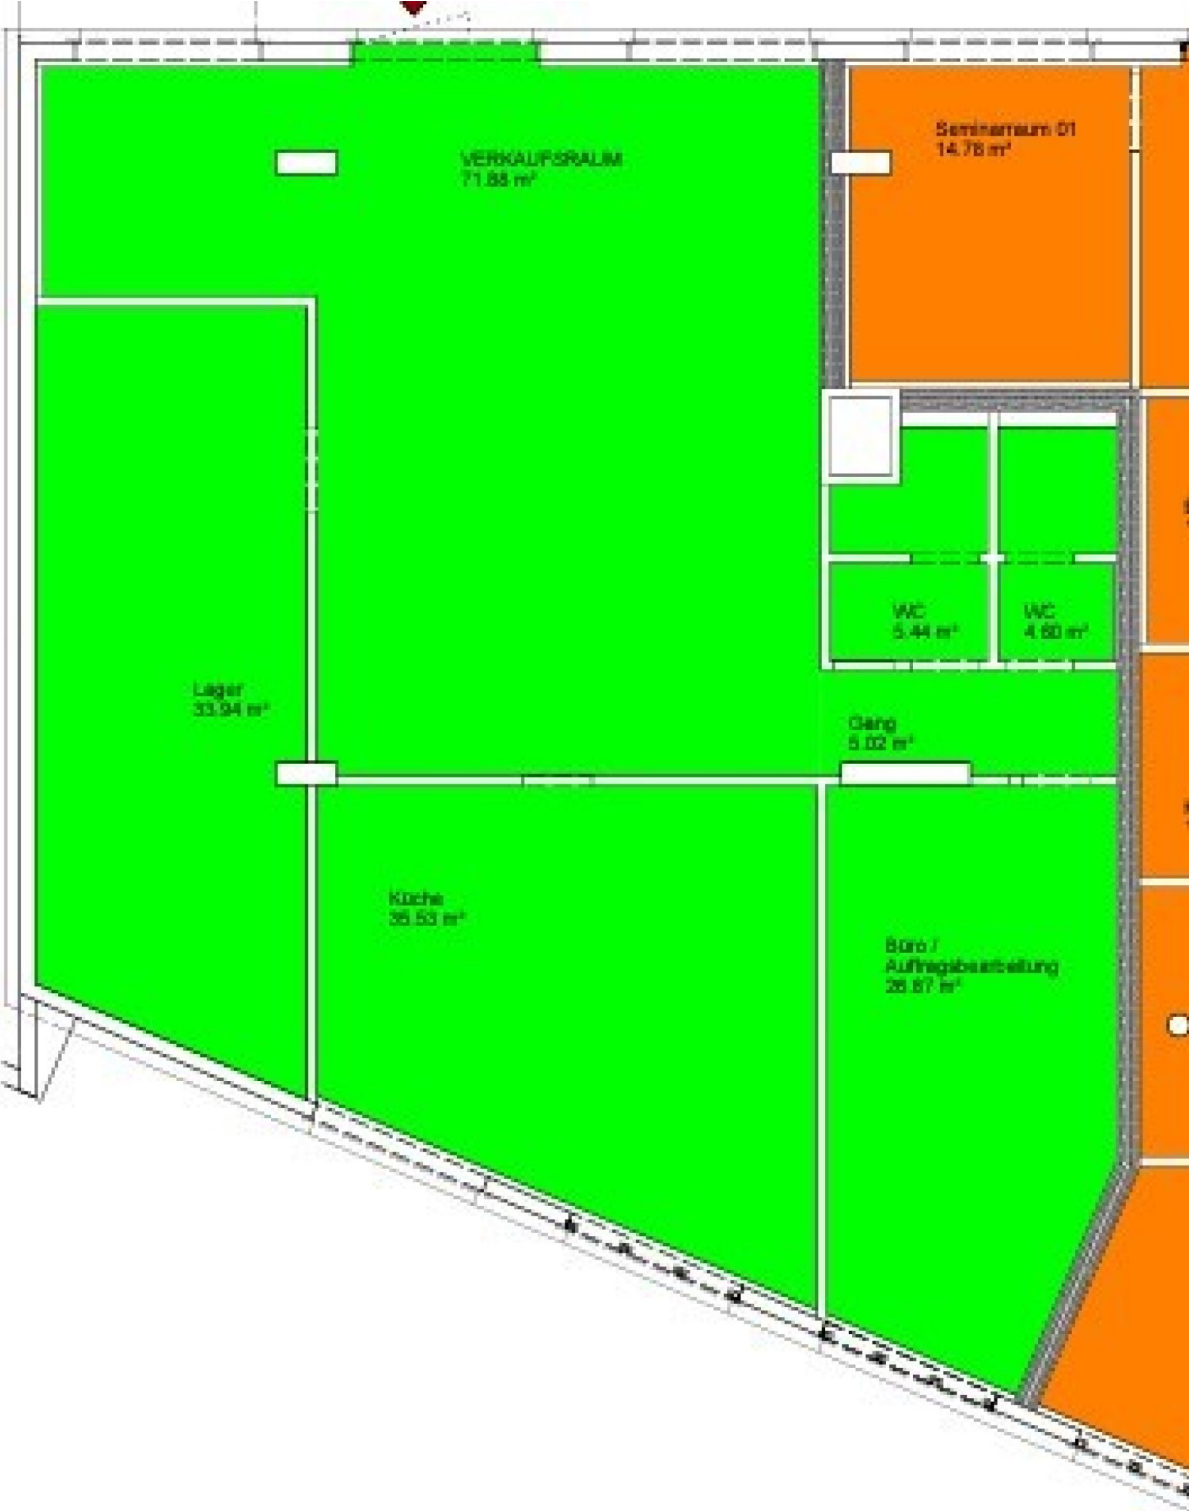 VERKAUFSRAUM
71.88 m²
Seminarraum 01
14.78 m²
WC
5.44 m²
WC
4.60 m²
Lager
33.94 m²
Gang
5.02 m²
Küche
35.53 m²
Büro /
Auftragsbearbeitung
26.87 m²